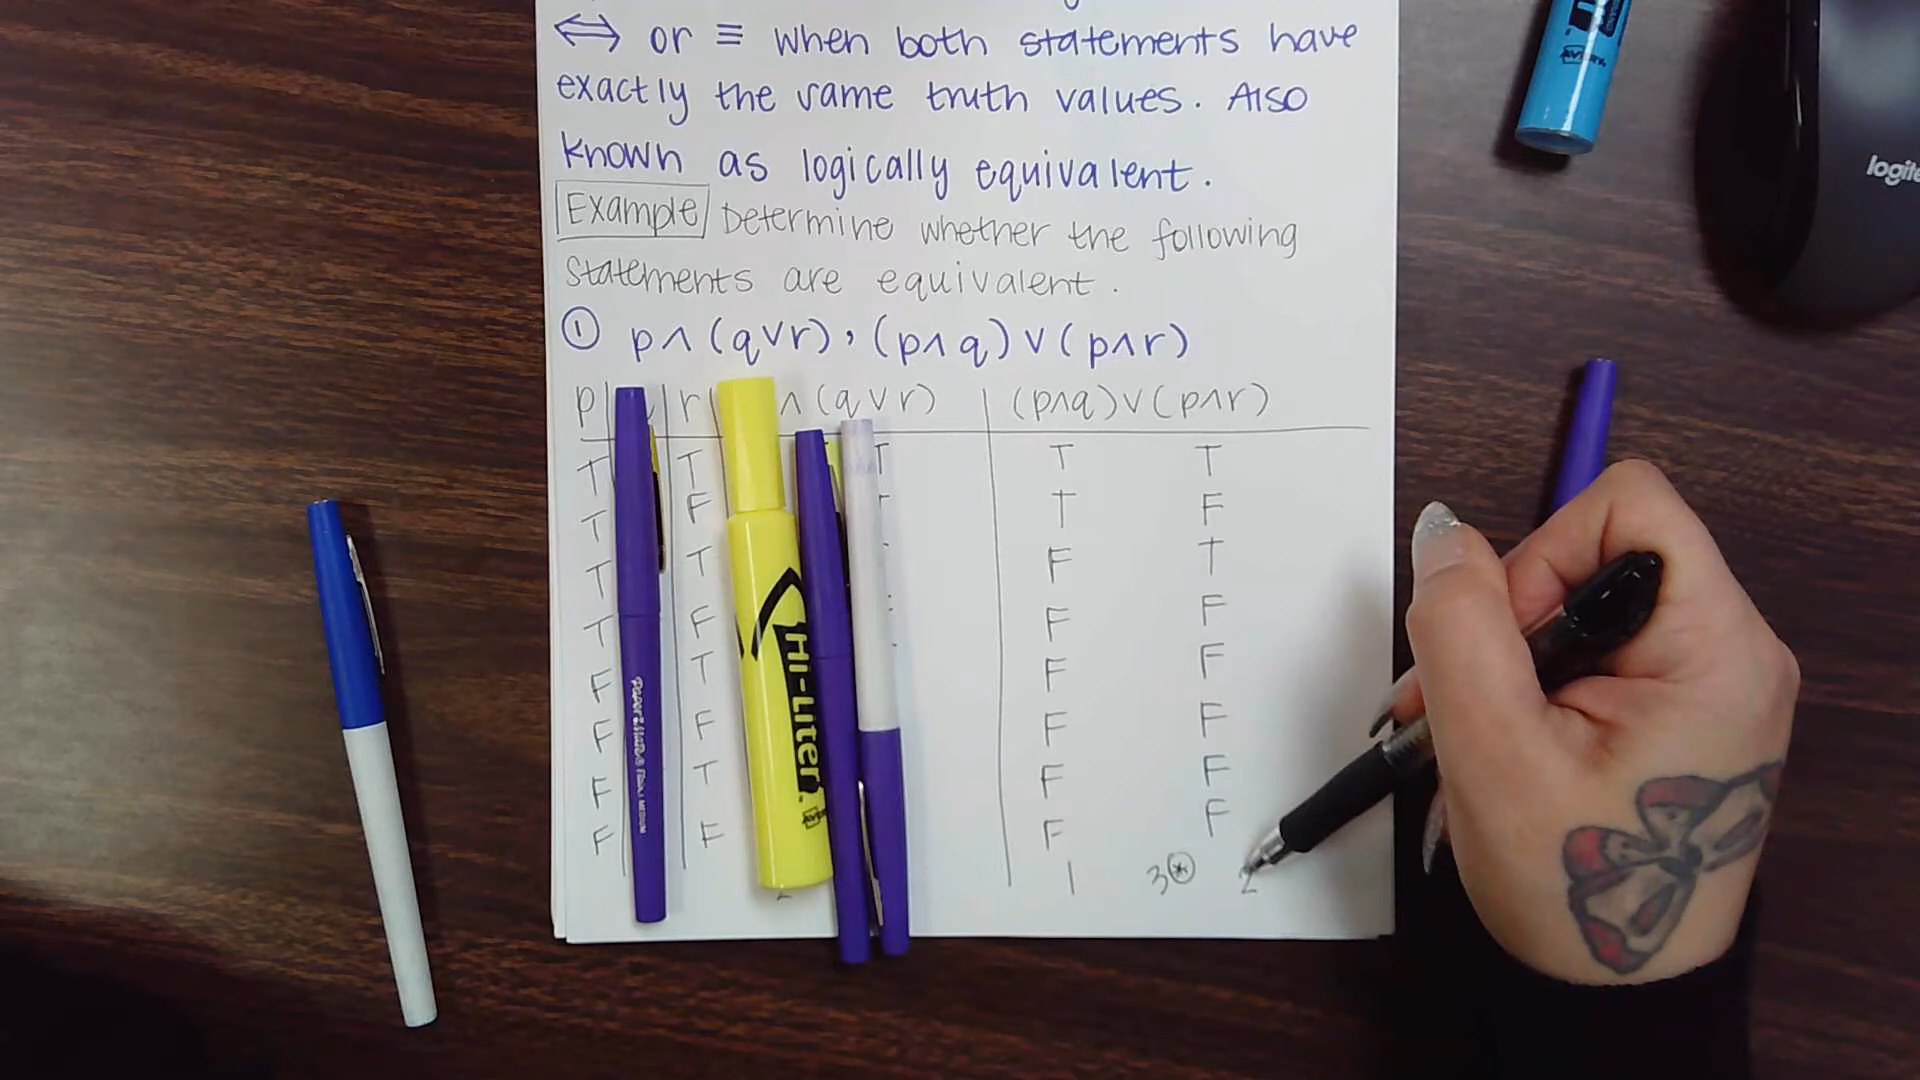 ⟺ or ≡ when both statements have
exactly the same truth values. Also
known as logically equivalent.
Example Determine whether the following
statements are equivalent.
① p∧(q∨r), (p∧q)∨(p∧r)
p r ∧(q∨r) (p∧q)∨(p∧r)
T T T T T
T F T F
T T F T
T F F F
F T F F
F F F F
F T F F
F F F F
1 3⊛ 2
HI-LITER
AVERY
logite